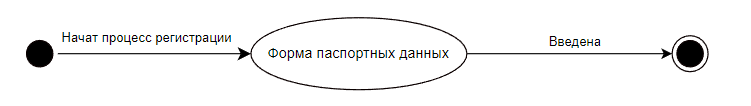 Начат процесс регистрации
Форма паспортных данных
Введена